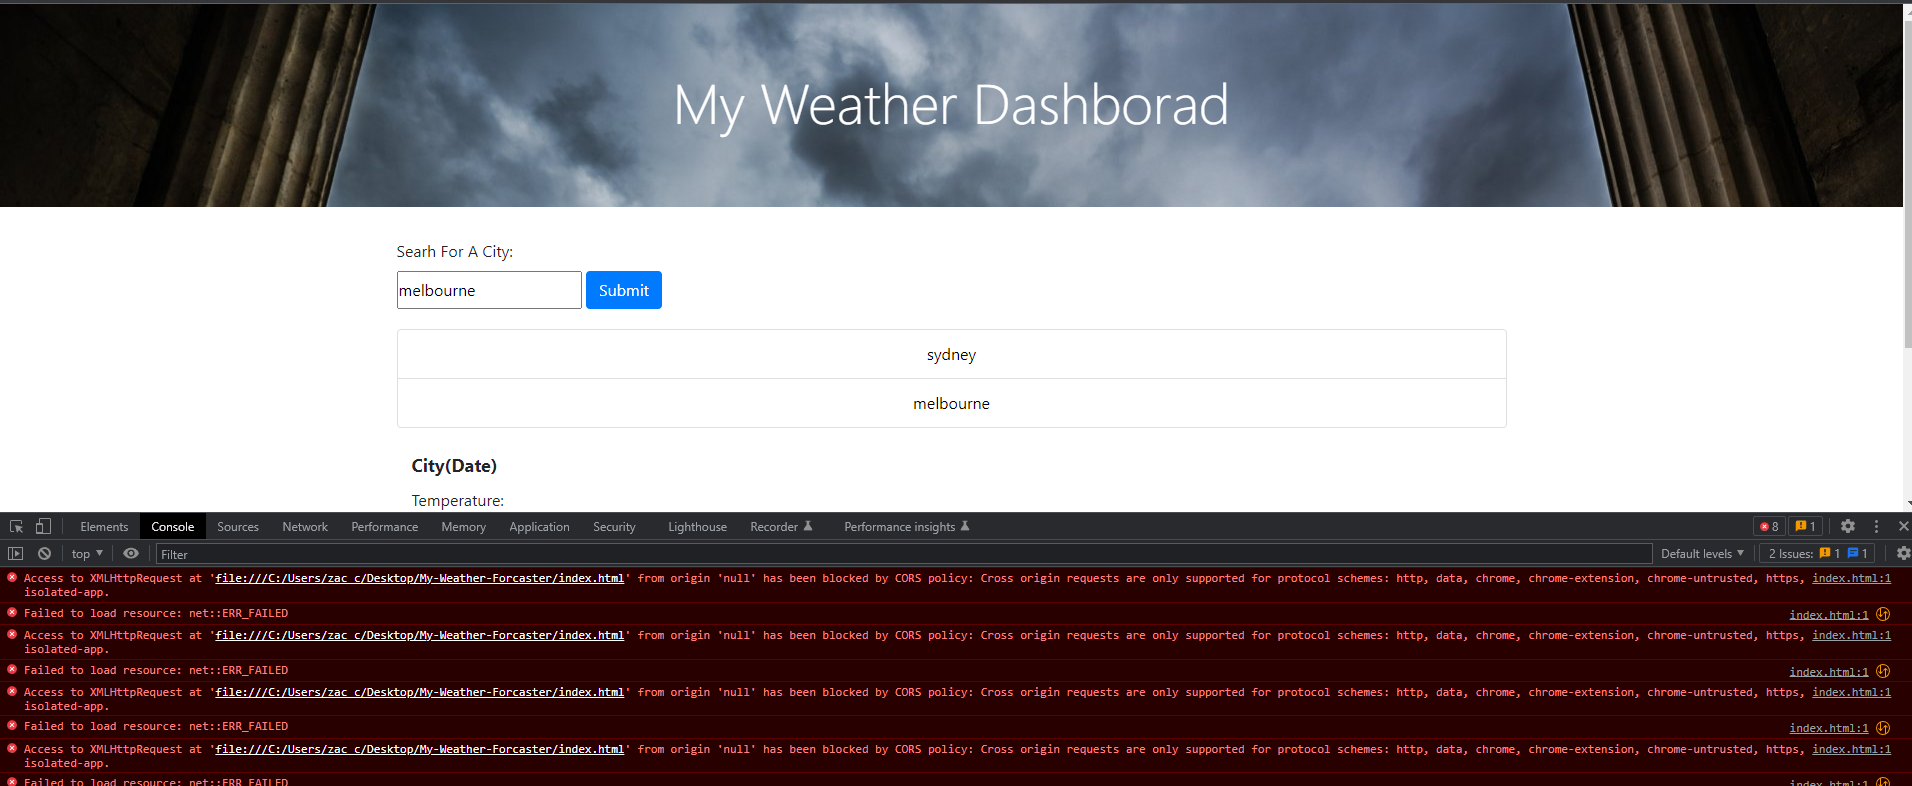 My Weather Dashborad
Searh For A City:
melbourne Submit
sydney
melbourne
City(Date)
Temperature:
Elements Console Sources Network Performance Memory Application Security Lighthouse Recorder Performance insights 8 1
top Filter Default levels 2 Issues: 1 1
Access to XMLHttpRequest at 'file:///C:/Users/zac c/Desktop/My-Weather-Forcaster/index.html' from origin 'null' has been blocked by CORS policy: Cross origin requests are only supported for protocol schemes: http, data, chrome, chrome-extension, chrome-untrusted, https, index.html:1
isolated-app.
Failed to load resource: net::ERR_FAILED index.html:1
Access to XMLHttpRequest at 'file:///C:/Users/zac c/Desktop/My-Weather-Forcaster/index.html' from origin 'null' has been blocked by CORS policy: Cross origin requests are only supported for protocol schemes: http, data, chrome, chrome-extension, chrome-untrusted, https, index.html:1
isolated-app.
Failed to load resource: net::ERR_FAILED index.html:1
Access to XMLHttpRequest at 'file:///C:/Users/zac c/Desktop/My-Weather-Forcaster/index.html' from origin 'null' has been blocked by CORS policy: Cross origin requests are only supported for protocol schemes: http, data, chrome, chrome-extension, chrome-untrusted, https, index.html:1
isolated-app.
Failed to load resource: net::ERR_FAILED index.html:1
Access to XMLHttpRequest at 'file:///C:/Users/zac c/Desktop/My-Weather-Forcaster/index.html' from origin 'null' has been blocked by CORS policy: Cross origin requests are only supported for protocol schemes: http, data, chrome, chrome-extension, chrome-untrusted, https, index.html:1
isolated-app.
Failed to load resource: net::ERR_FAILED index.html:1